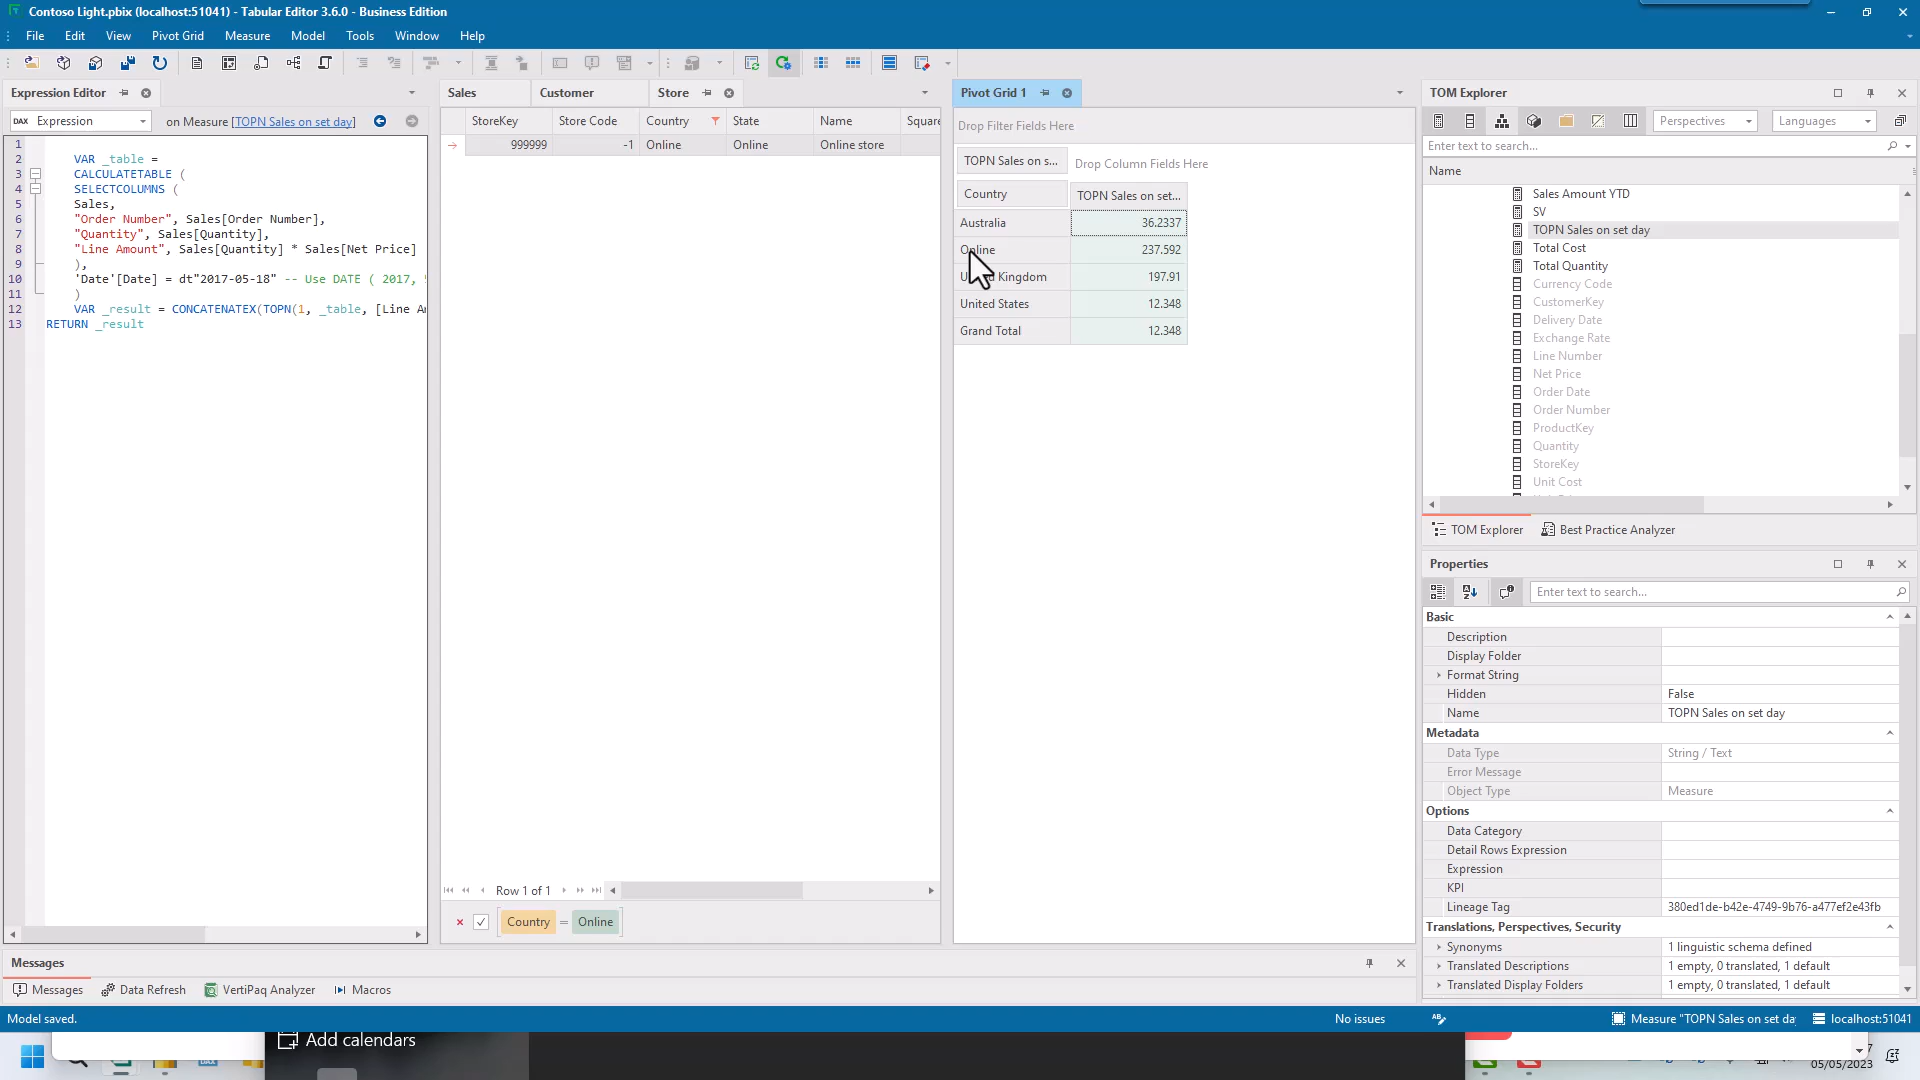 Contoso Light.pbix (localhost:51041) - Tabular Editor 3.6.0 - Business Edition
File Edit View Pivot Grid Measure Model Tools Window Help
Expression Editor
DAX Expression on Measure [TOPN Sales on set day]
1
2 VAR _table =
3 CALCULATETABLE (
4 SELECTCOLUMNS (
5 Sales,
6 "Order Number", Sales[Order Number],
7 "Quantity", Sales[Quantity],
8 "Line Amount", Sales[Quantity] * Sales[Net Price]
9 ),
10 'Date'[Date] = dt"2017-05-18" -- Use DATE ( 2017,
11 )
12 VAR _result = CONCATENATEX(TOPN(1, _table, [Line A
13 RETURN _result
Sales Customer Store
StoreKey Store Code Country State Name Square
999999 -1 Online Online Online store
Row 1 of 1
Country = Online
Pivot Grid 1
Drop Filter Fields Here
TOPN Sales on s... Drop Column Fields Here
Country TOPN Sales on set...
Australia 36.2337
Online 237.592
Kingdom 197.91
United States 12.348
Grand Total 12.348
TOM Explorer
Perspectives Languages
Enter text to search...
Name
Sales Amount YTD
SV
TOPN Sales on set day
Total Cost
Total Quantity
Currency Code
CustomerKey
Delivery Date
Exchange Rate
Line Number
Net Price
Order Date
Order Number
ProductKey
Quantity
StoreKey
Unit Cost
TOM Explorer Best Practice Analyzer
Properties
Enter text to search...
Basic
Description
Display Folder
Format String
Hidden False
Name TOPN Sales on set day
Metadata
Data Type String / Text
Error Message
Object Type Measure
Options
Data Category
Detail Rows Expression
Expression
KPI
Lineage Tag 380ed1de-b42e-4749-9b76-a477ef2e43fb
Translations, Perspectives, Security
Synonyms 1 linguistic schema defined
Translated Descriptions 1 empty, 0 translated, 1 default
Translated Display Folders 1 empty, 0 translated, 1 default
Messages
Messages Data Refresh VertiPaq Analyzer Macros
Model saved. No issues Measure "TOPN Sales on set da localhost:51041
Add calendars
05/05/2023